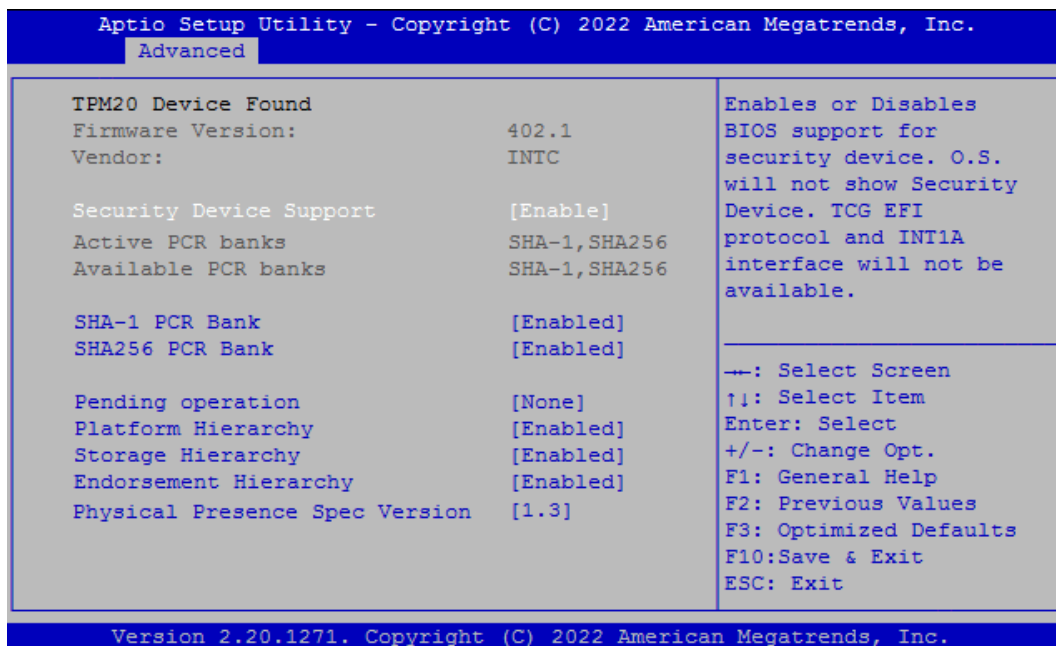 Aptio Setup Utility – Copyright (C) 2022 American Megatrends, Inc.
Advanced
TPM20 Device Found
Firmware Version: 402.1
Vendor: INTC
Security Device Support [Enable]
Active PCR banks SHA-1,SHA256
Available PCR banks SHA-1,SHA256
SHA-1 PCR Bank [Enabled]
SHA256 PCR Bank [Enabled]
Pending operation [None]
Platform Hierarchy [Enabled]
Storage Hierarchy [Enabled]
Endorsement Hierarchy [Enabled]
Physical Presence Spec Version [1.3]
Enables or Disables
BIOS support for
security device. O.S.
will not show Security
Device. TCG EFI
protocol and INT1A
interface will not be
available.
→←: Select Screen
↑↓: Select Item
Enter: Select
+/-: Change Opt.
F1: General Help
F2: Previous Values
F3: Optimized Defaults
F10:Save & Exit
ESC: Exit
Version 2.20.1271. Copyright (C) 2022 American Megatrends, Inc.